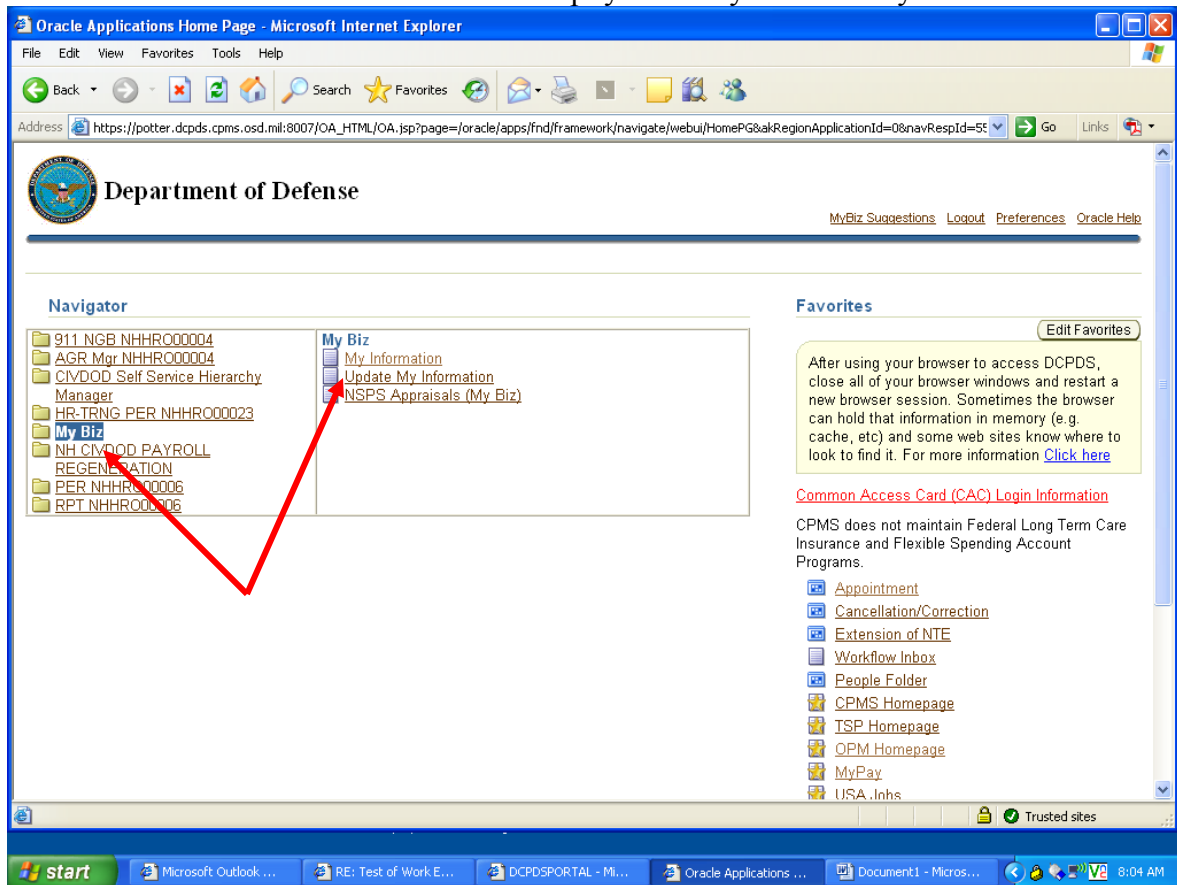 Oracle Applications Home Page - Microsoft Internet Explorer
File Edit View Favorites Tools Help
Back Search Favorites
Address https://potter.dcpds.cpms.osd.mil:8007/OA_HTML/OA.jsp?page=/oracle/apps/fnd/framework/navigate/webui/HomePG&akRegionApplicationId=0&navRespId=55 Go Links
Department of Defense
MyBiz Suggestions Logout Preferences Oracle Help
Navigator
911 NGB NHHRO00004
AGR Mgr NHHRO00004
CIVDOD Self Service Hierarchy
Manager
HR-TRNG PER NHHRO00023
My Biz
NH CIVDOD PAYROLL
REGENERATION
PER NHHRO00006
RPT NHHRO00006
My Biz
My Information
Update My Information
NSPS Appraisals (My Biz)
Favorites
Edit Favorites
After using your browser to access DCPDS,
close all of your browser windows and restart a
new browser session. Sometimes the browser
can hold that information in memory (e.g.
cache, etc) and some web sites know where to
look to find it. For more information Click here
Common Access Card (CAC) Login Information
CPMS does not maintain Federal Long Term Care
Insurance and Flexible Spending Account
Programs.
Appointment
Cancellation/Correction
Extension of NTE
Workflow Inbox
People Folder
CPMS Homepage
TSP Homepage
OPM Homepage
MyPay
USA Jobs
Trusted sites
start Microsoft Outlook ... RE: Test of Work E... DCPDSPORTAL - Mi... Oracle Applications ... Document1 - Micros... 8:04 AM